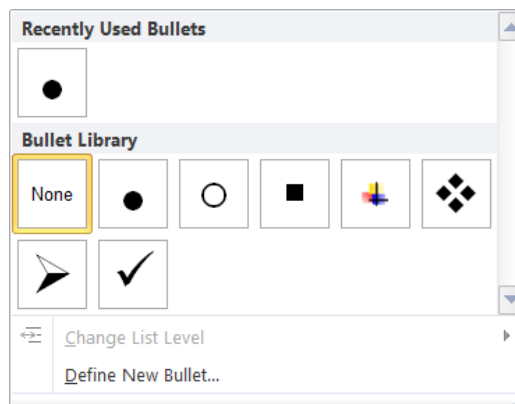 Recently Used Bullets
Bullet Library
None
Change List Level
Define New Bullet...